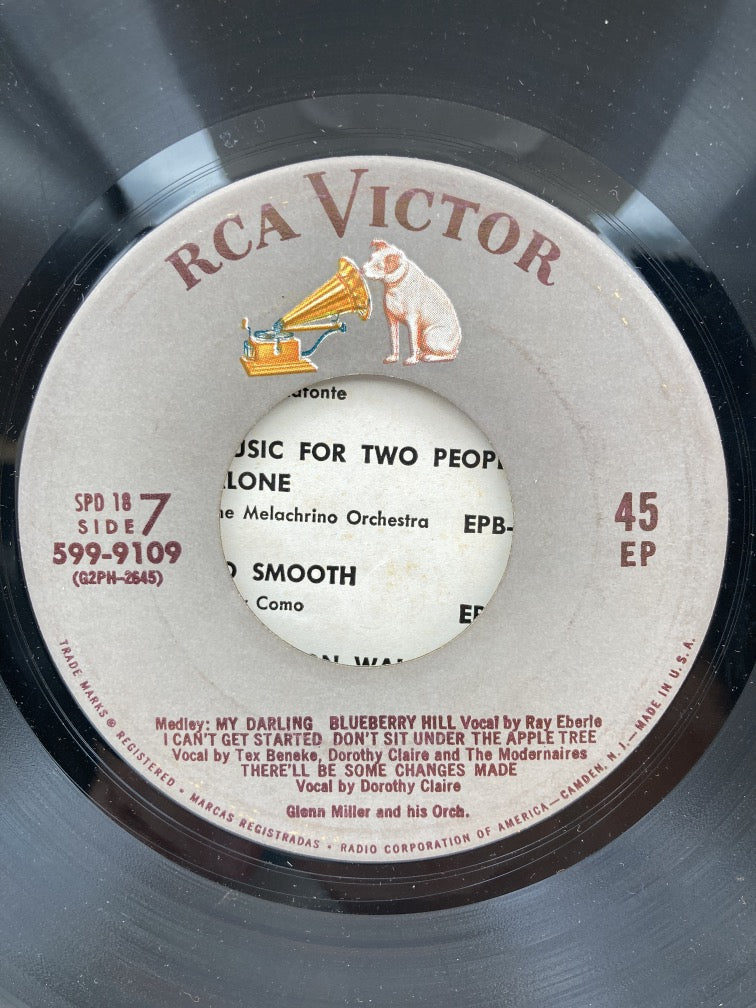 RCA VICTOR
USIC FOR TWO PEOP
LONE
e Melachrino Orchestra EPB-
SMOOTH
Como
SPD 18
SIDE 7
599-9109
(G2PH-2645)
45
EP
Medley: MY DARLING BLUEBERRY HILL Vocal by Ray Eberle
I CAN'T GET STARTED DON'T SIT UNDER THE APPLE TREE
Vocal by Tex Beneke, Dorothy Claire and The Modernaires
THERE'LL BE SOME CHANGES MADE
Vocal by Dorothy Claire
Glenn Miller and his Orch.
TRADE MARKS ® REGISTERED • MARCAS REGISTRADAS • RADIO CORPORATION OF AMERICA—CAMDEN, N. J.—MADE IN U. S. A.